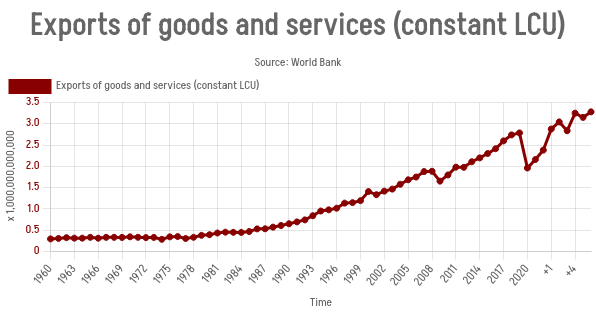 Exports of goods and services (constant LCU)
Source: World Bank
Exports of goods and services (constant LCU)
x 1,000,000,000,000
3.5
3.0
2.5
2.0
1.5
1.0
0.5
0
1960 1963 1966 1969 1972 1975 1978 1981 1984 1987 1990 1993 1996 1999 2002 2005 2008 2011 2014 2017 2020 +1 +4
Time